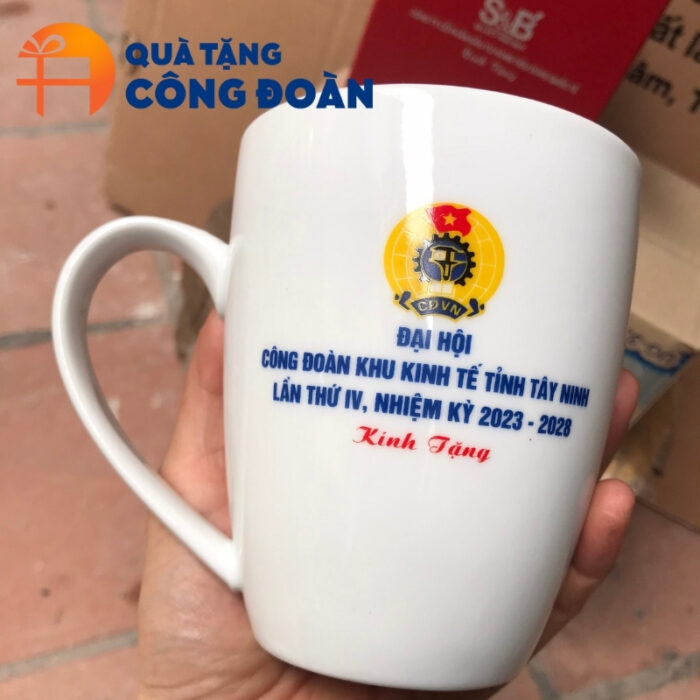 QUÀ TẶNG
CÔNG ĐOÀN
S&B
CĐVN
ĐẠI HỘI
CÔNG ĐOÀN KHU KINH TẾ TỈNH TÂY NINH
LẦN THỨ IV, NHIỆM KỲ 2023 - 2028
Kính Tặng